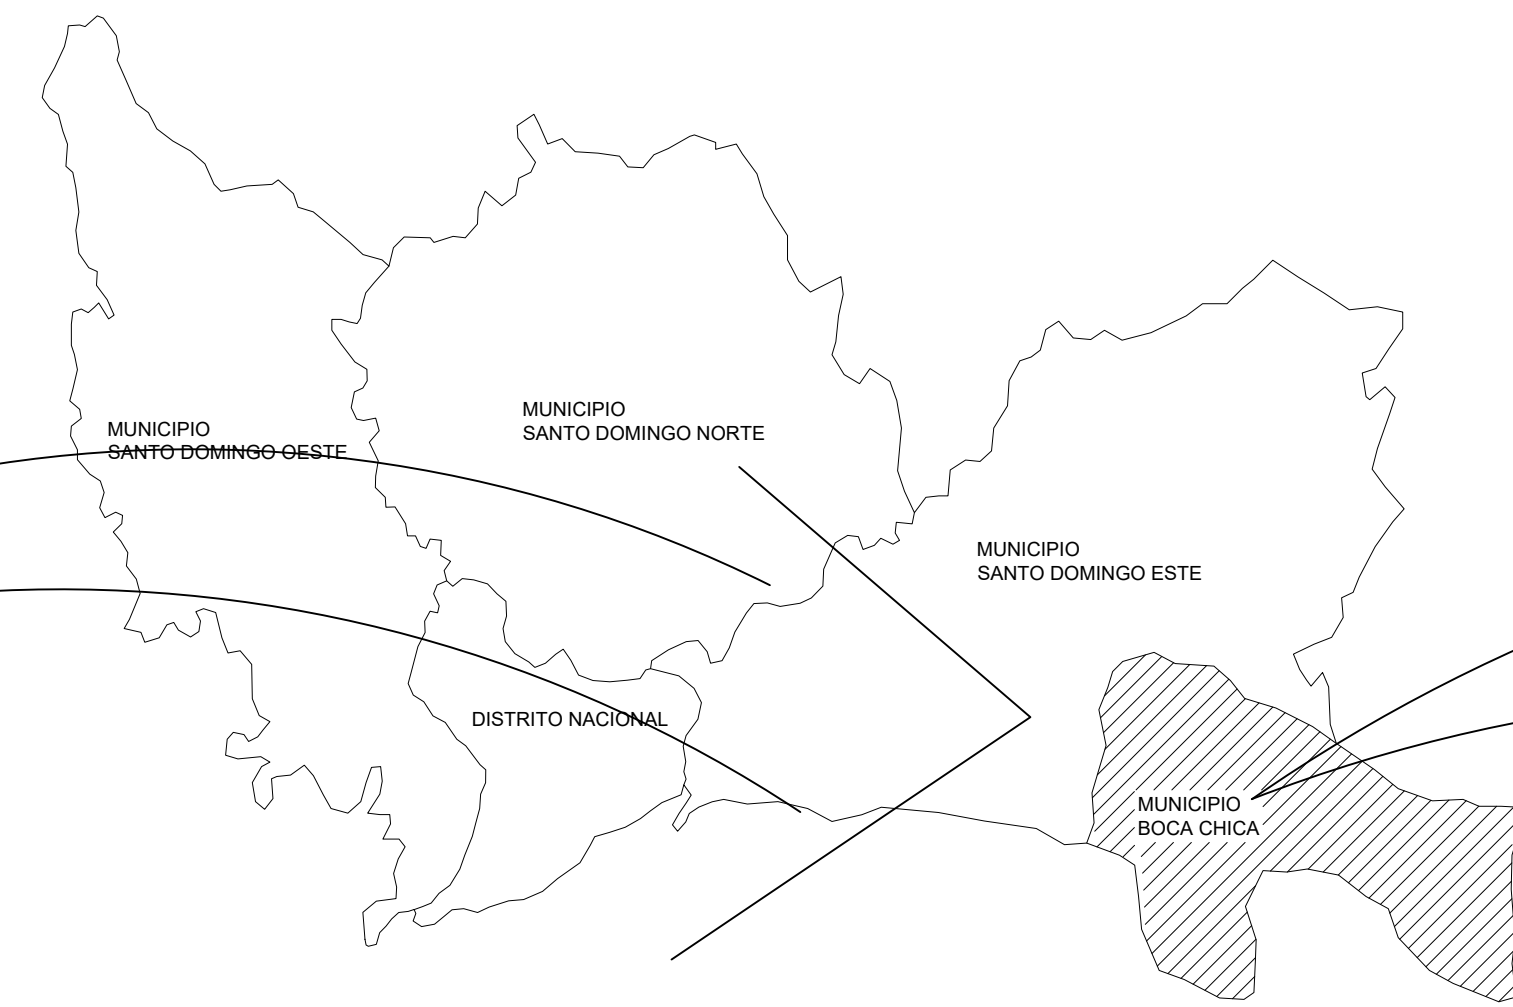 MUNICIPIO
SANTO DOMINGO OESTE
MUNICIPIO
SANTO DOMINGO NORTE
MUNICIPIO
SANTO DOMINGO ESTE
DISTRITO NACIONAL
MUNICIPIO
BOCA CHICA